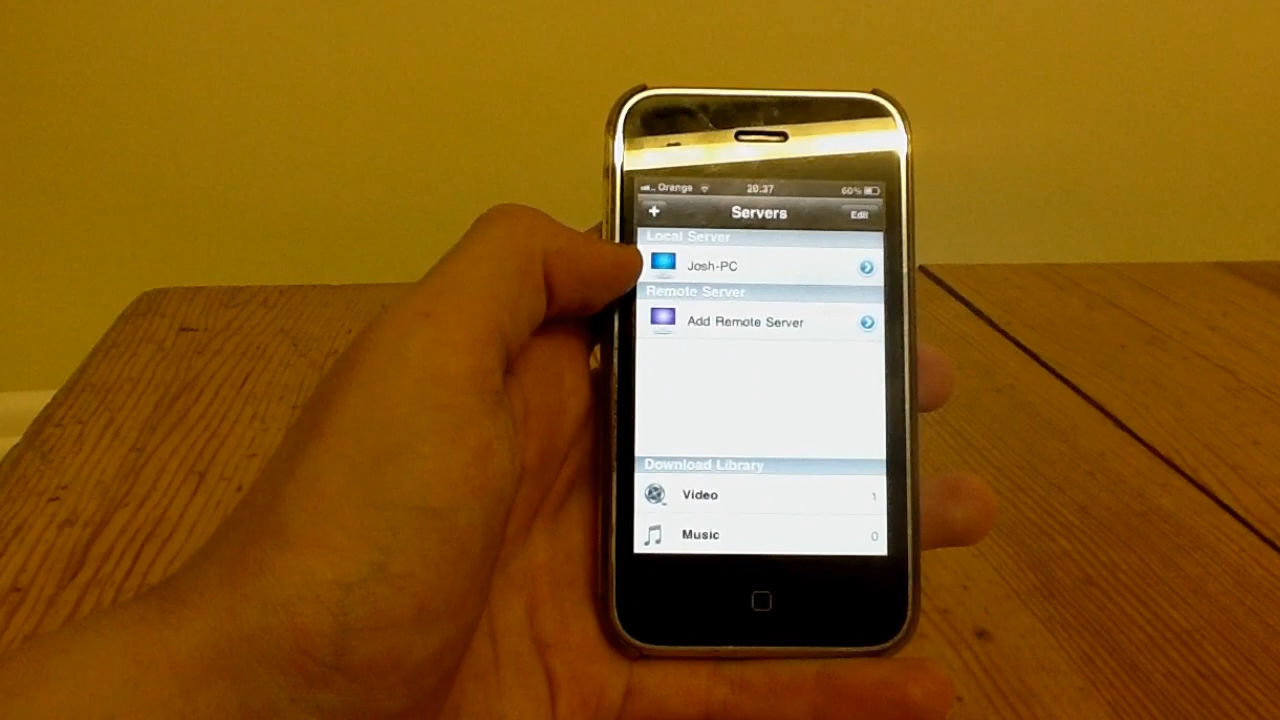 Orange 20:37 60%
+ Servers Edit
Local Server
Josh-PC
Remote Server
Add Remote Server
Download Library
Video 1
Music 0